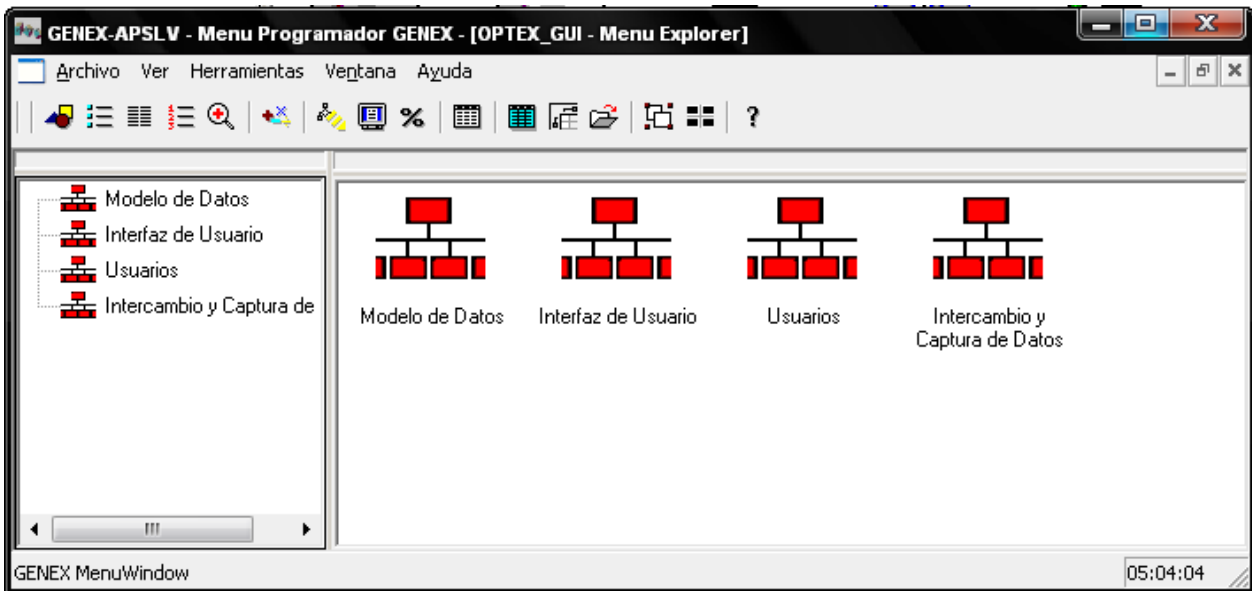 GENEX-APSLV - Menu Programador GENEX - [OPTEX_GUI - Menu Explorer]
Archivo Ver Herramientas Ventana Ayuda
Modelo de Datos
Interfaz de Usuario
Usuarios
Intercambio y Captura de
Modelo de Datos
Interfaz de Usuario
Usuarios
Intercambio y
Captura de Datos
GENEX MenuWindow
05:04:04